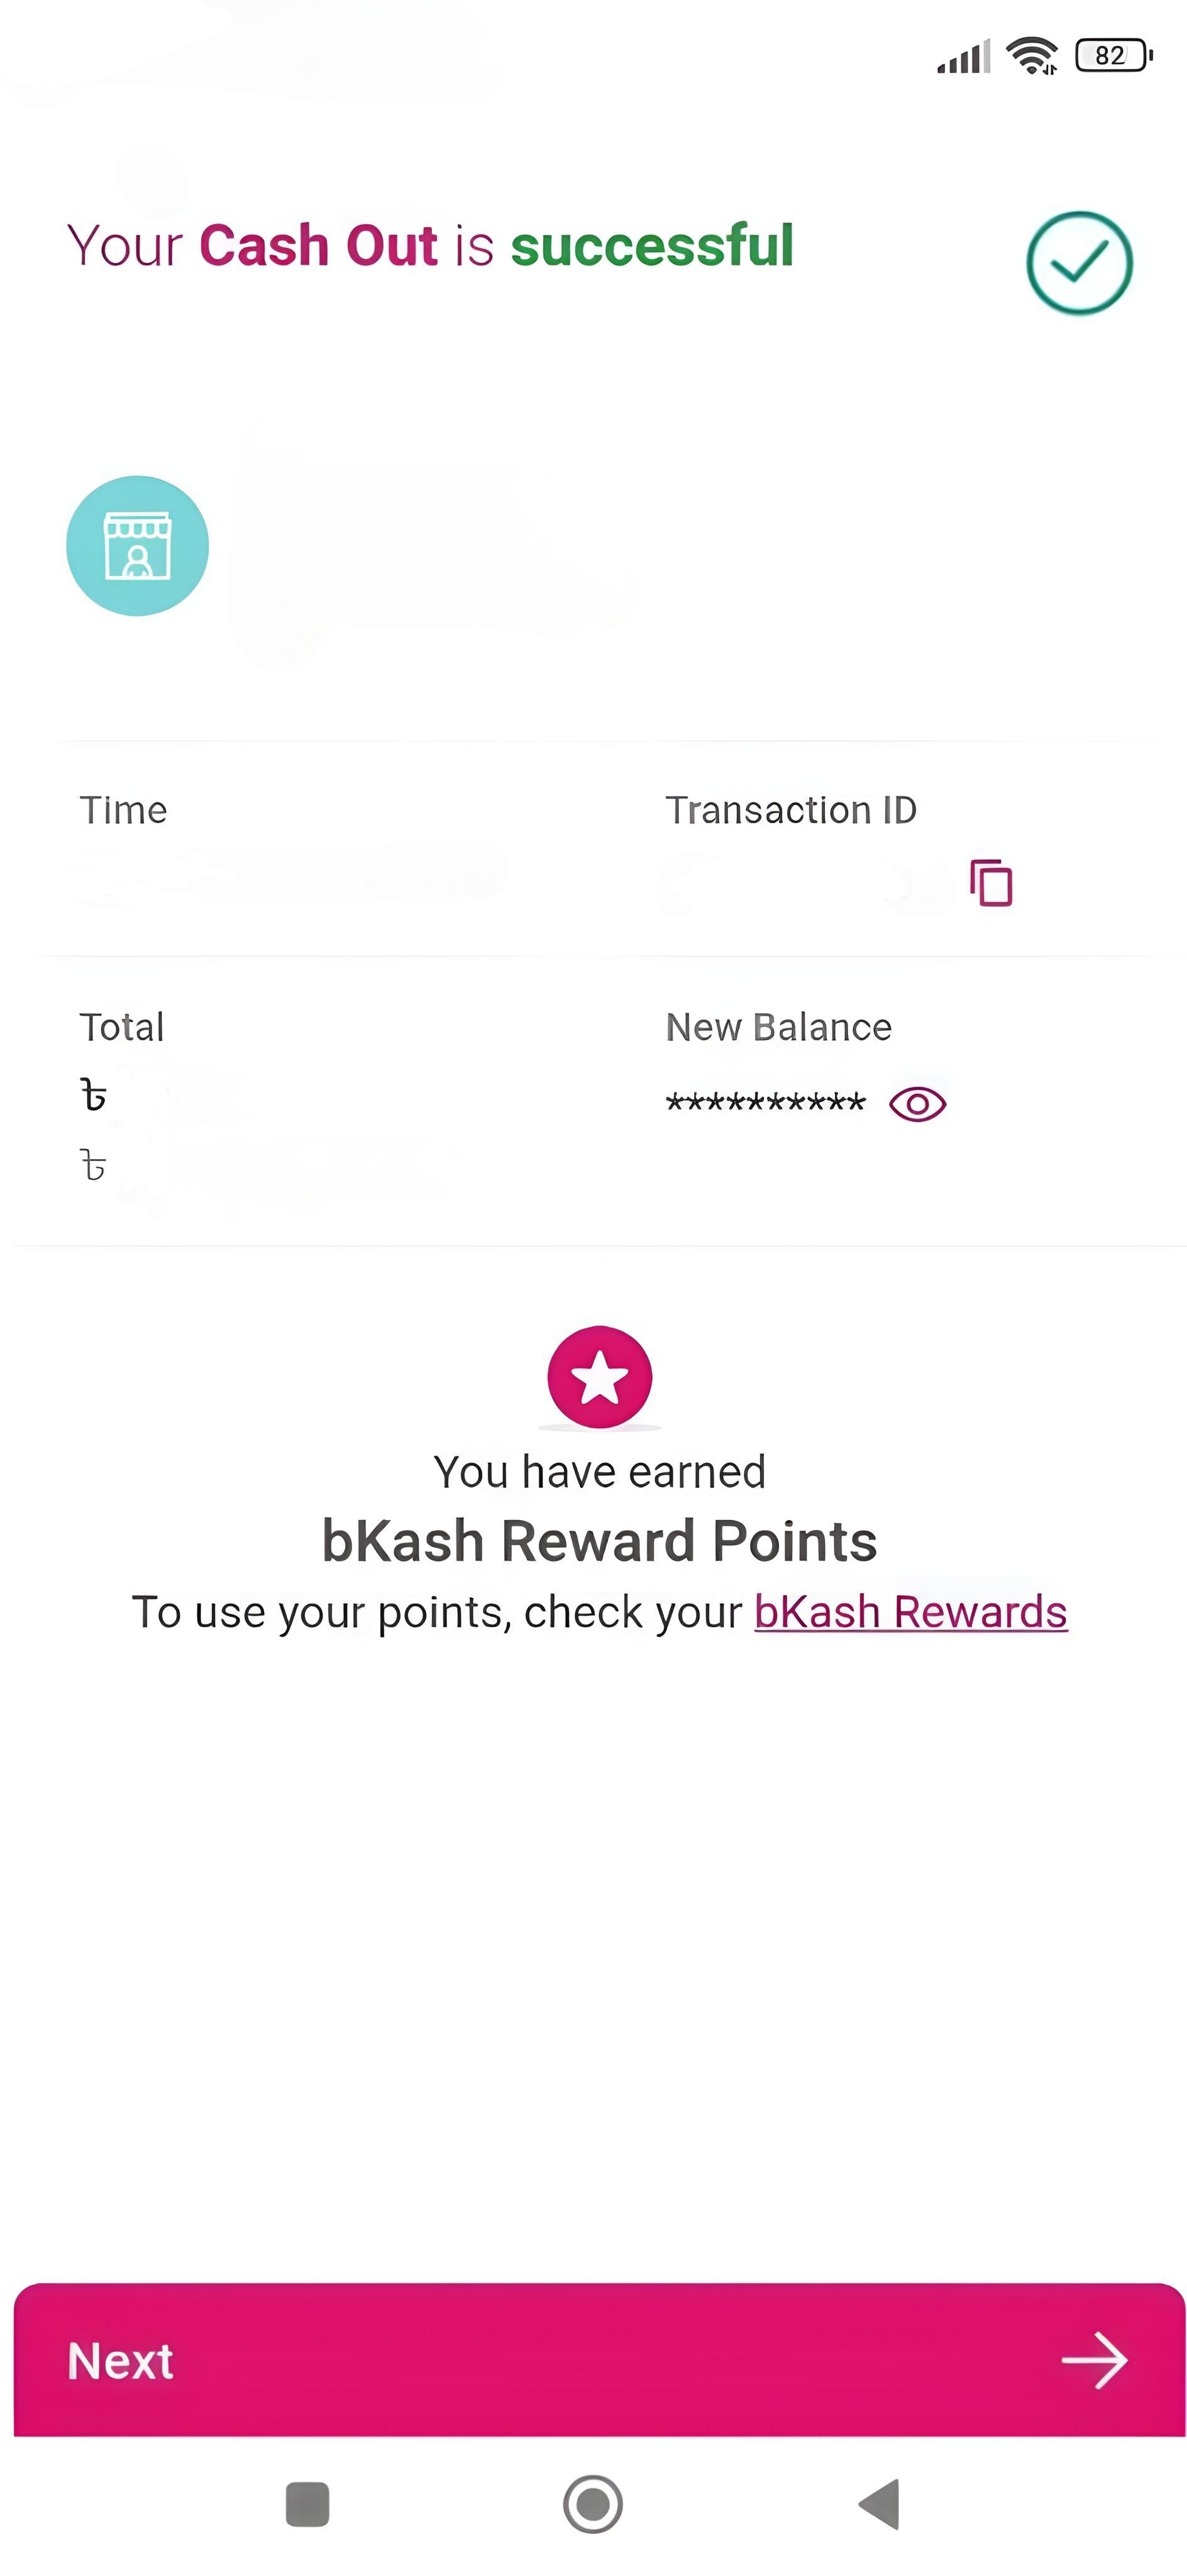 82
Your Cash Out is successful
Time
Transaction ID
Total
New Balance
৳
**********
৳
You have earned
bKash Reward Points
To use your points, check your bKash Rewards
Next